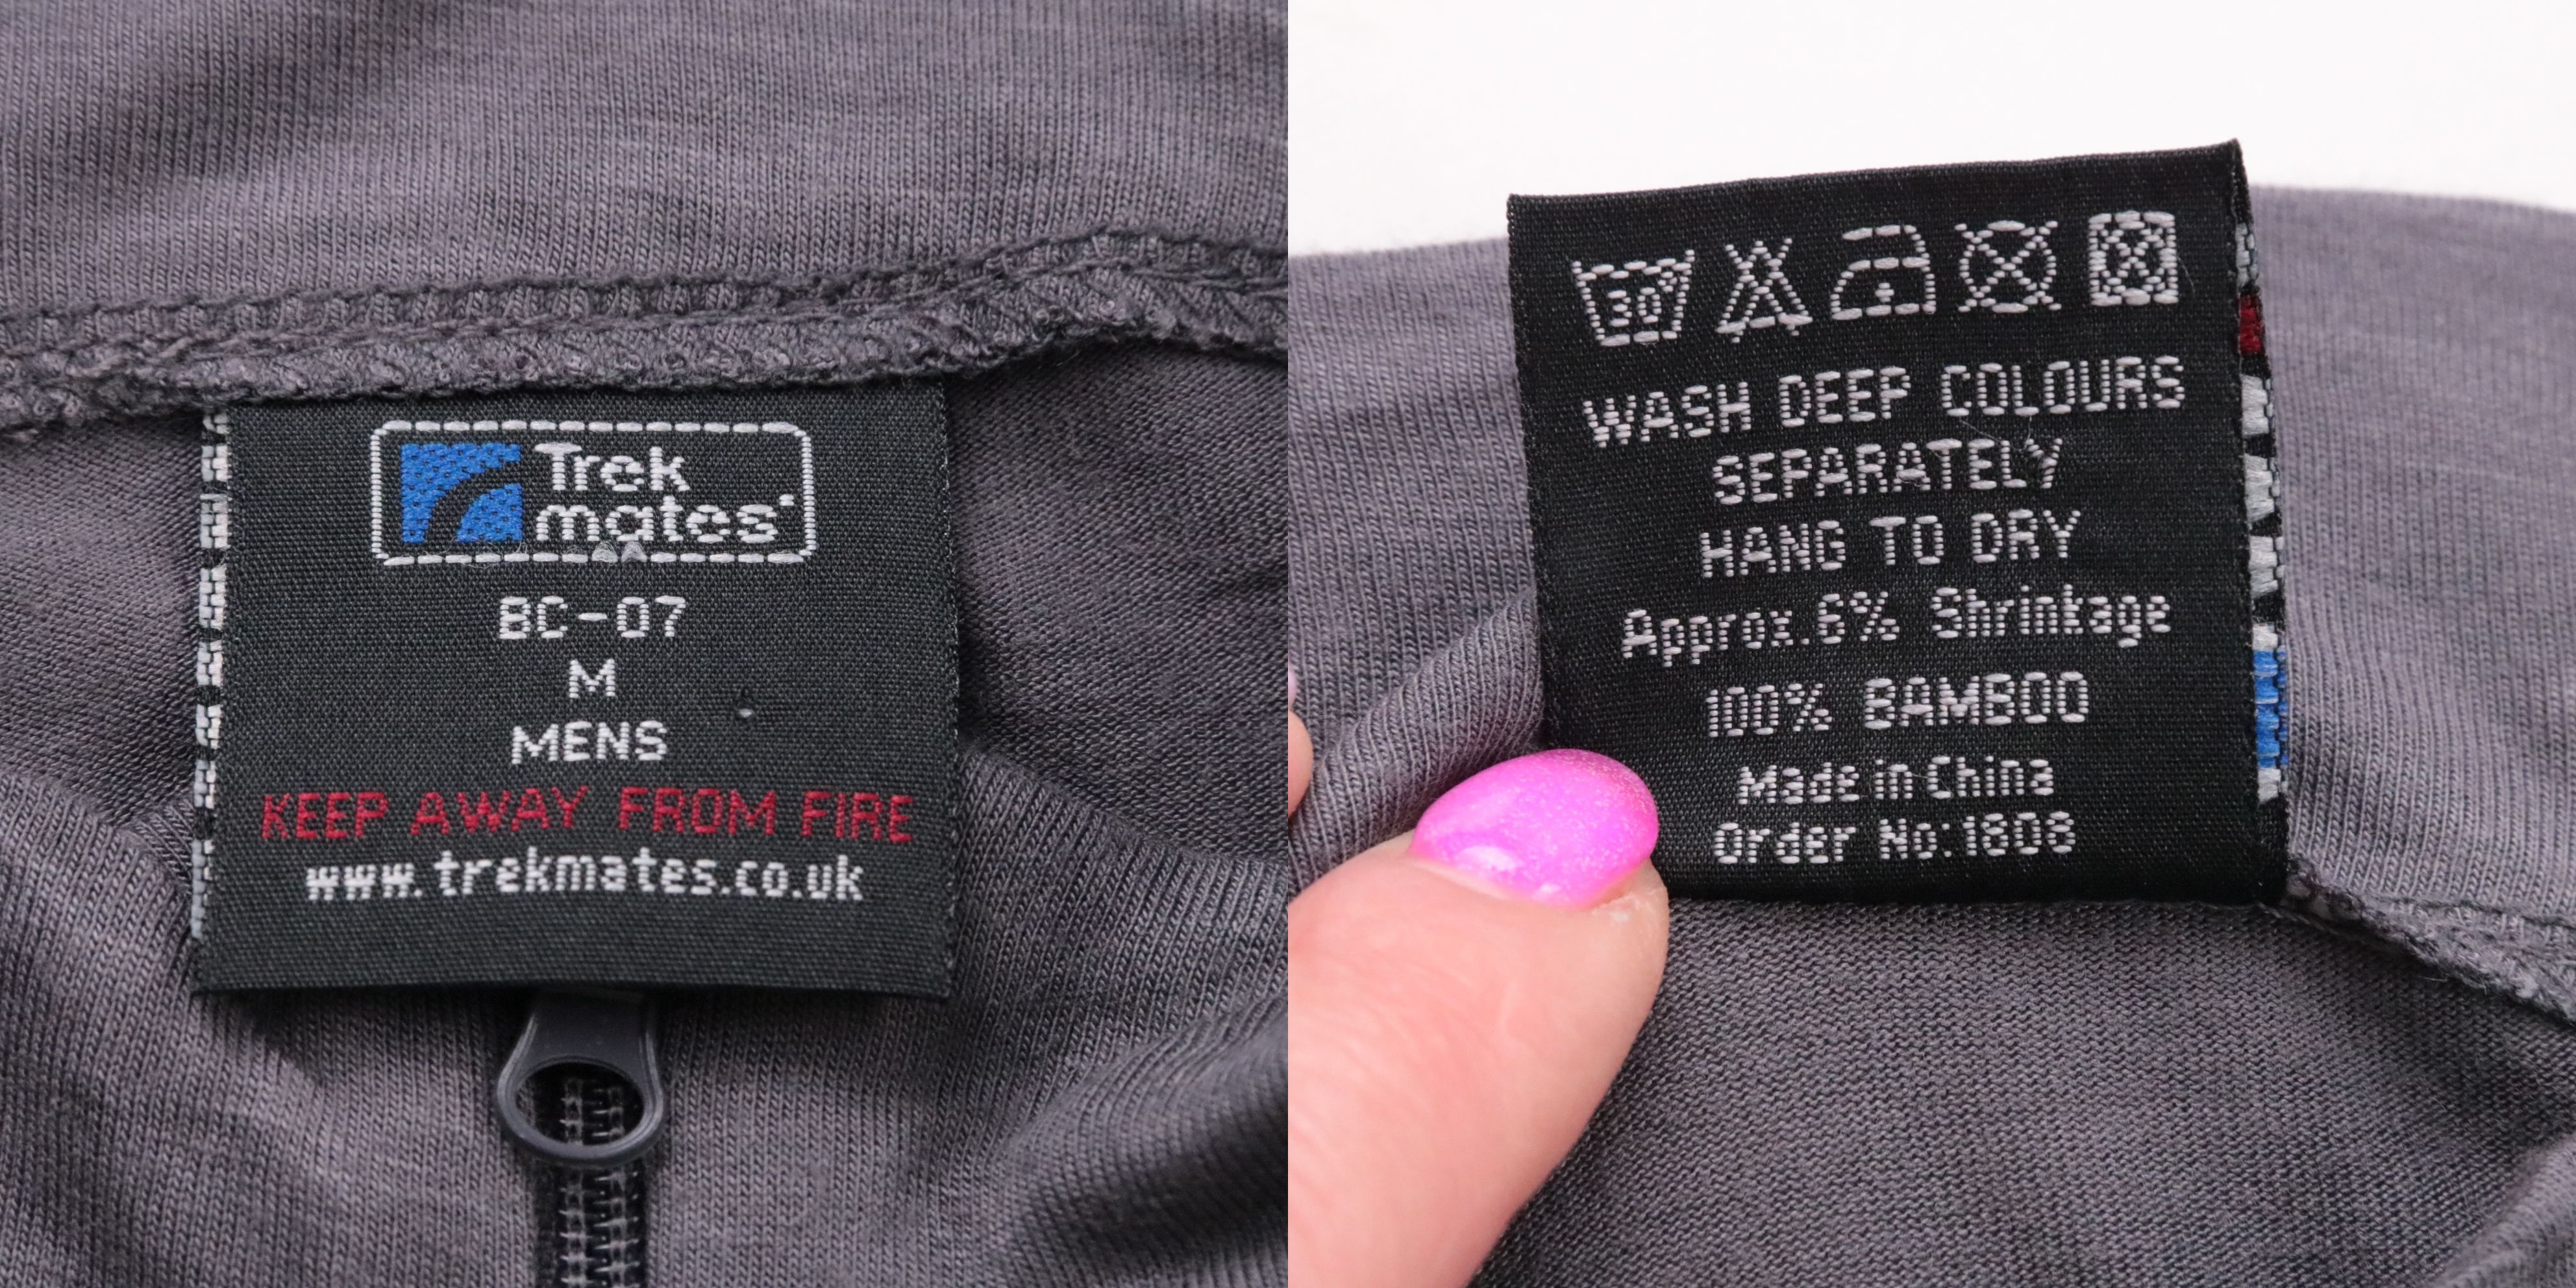 Trek
mates
BC-07
M
MENS
KEEP AWAY FROM FIRE
www.trekmates.co.uk
30
WASH DEEP COLOURS
SEPARATELY
HANG TO DRY
Approx.6% Shrinkage
100% BAMBOO
Made in China
Order No:1808